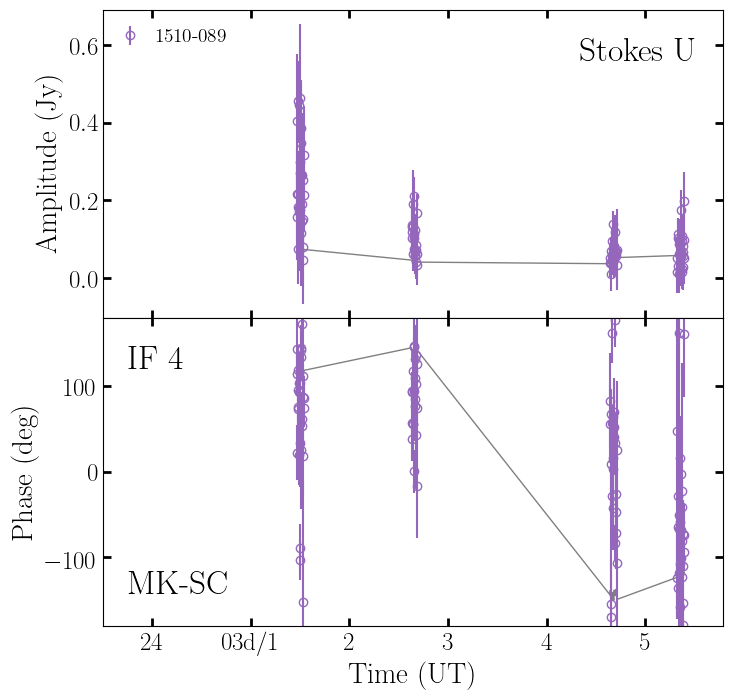 1510-089
Stokes U
Amplitude (Jy)
0.6
0.4
0.2
0.0
IF 4
MK-SC
Phase (deg)
100
0
−100
24
03d/1
2
3
4
5
Time (UT)